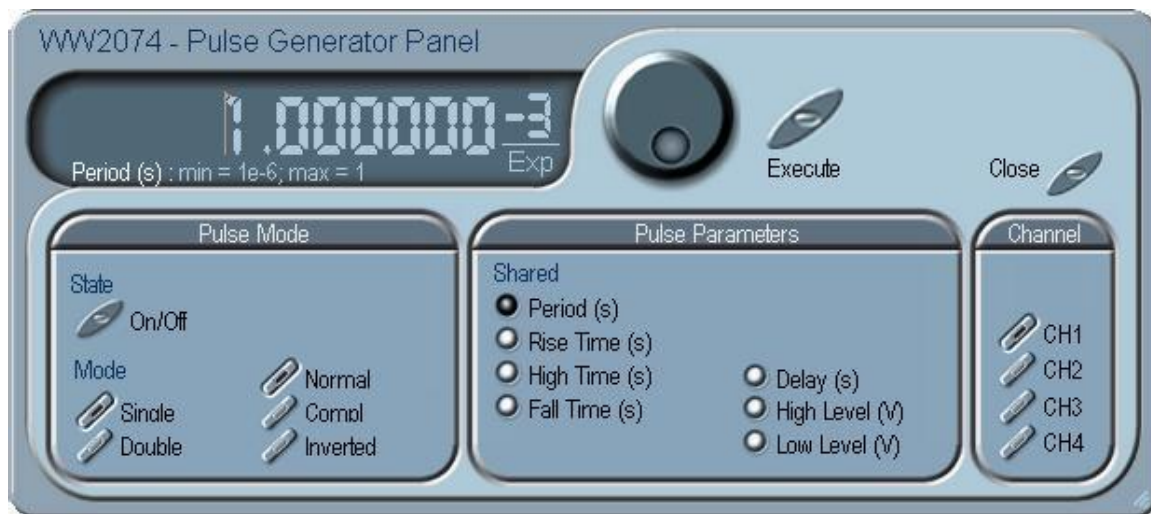 WW2074 - Pulse Generator Panel
1.000000-3
Exp
Period (s) : min = 1e-6; max = 1
Execute
Close
Pulse Mode
State
On/Off
Mode
Single
Double
Normal
Compl
Inverted
Pulse Parameters
Shared
Period (s)
Rise Time (s)
High Time (s)
Fall Time (s)
Delay (s)
High Level (V)
Low Level (V)
Channel
CH1
CH2
CH3
CH4